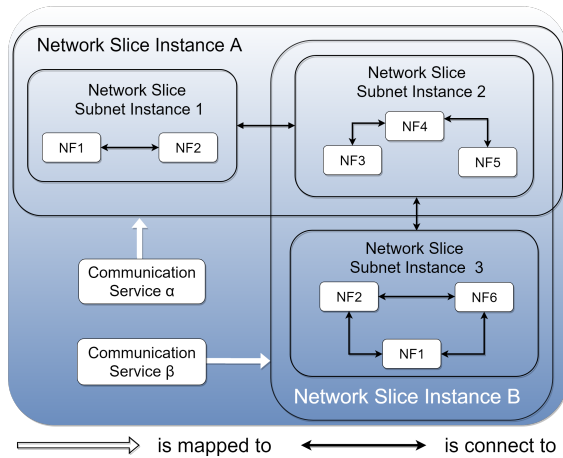 Network Slice Instance A
Network Slice
Subnet Instance 1
NF1
NF2
Network Slice
Subnet Instance 2
NF4
NF3
NF5
Network Slice
Subnet Instance 3
NF2
NF6
NF1
Communication
Service α
Communication
Service β
Network Slice Instance B
is mapped to
is connect to